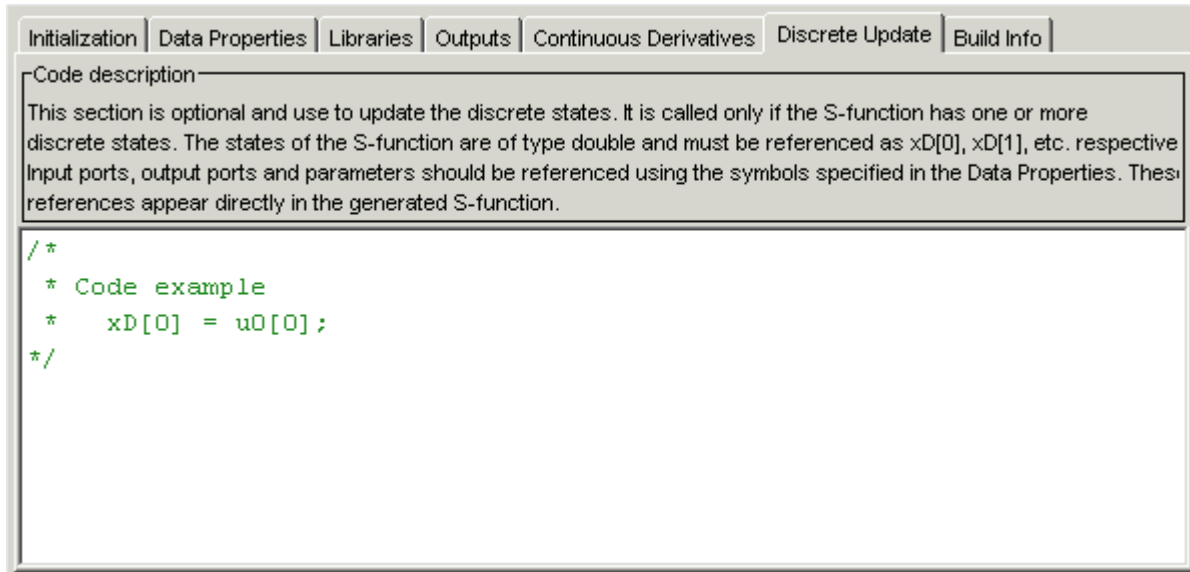 Initialization Data Properties Libraries Outputs Continuous Derivatives Discrete Update Build Info
Code description
This section is optional and use to update the discrete states. It is called only if the S-function has one or more
discrete states. The states of the S-function are of type double and must be referenced as xD[0], xD[1], etc. respective
Input ports, output ports and parameters should be referenced using the symbols specified in the Data Properties. Thes
references appear directly in the generated S-function.
/*
 * Code example
 *   xD[0] = u0[0];
*/